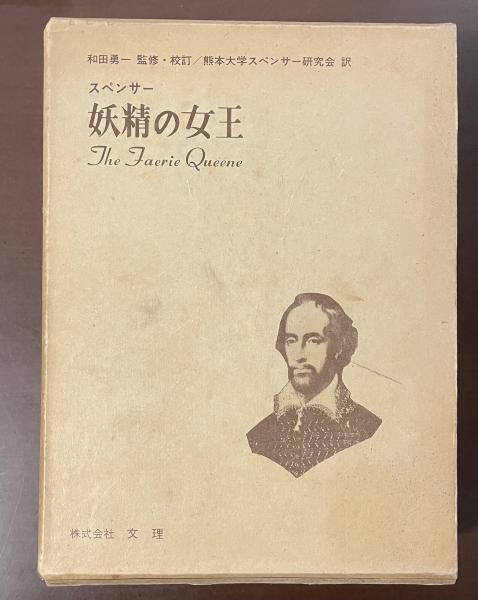 和田勇一 監修・校訂／熊本大学スペンサー研究会 訳
スペンサー
妖精の女王
The Faerie Queene
株式会社 文理